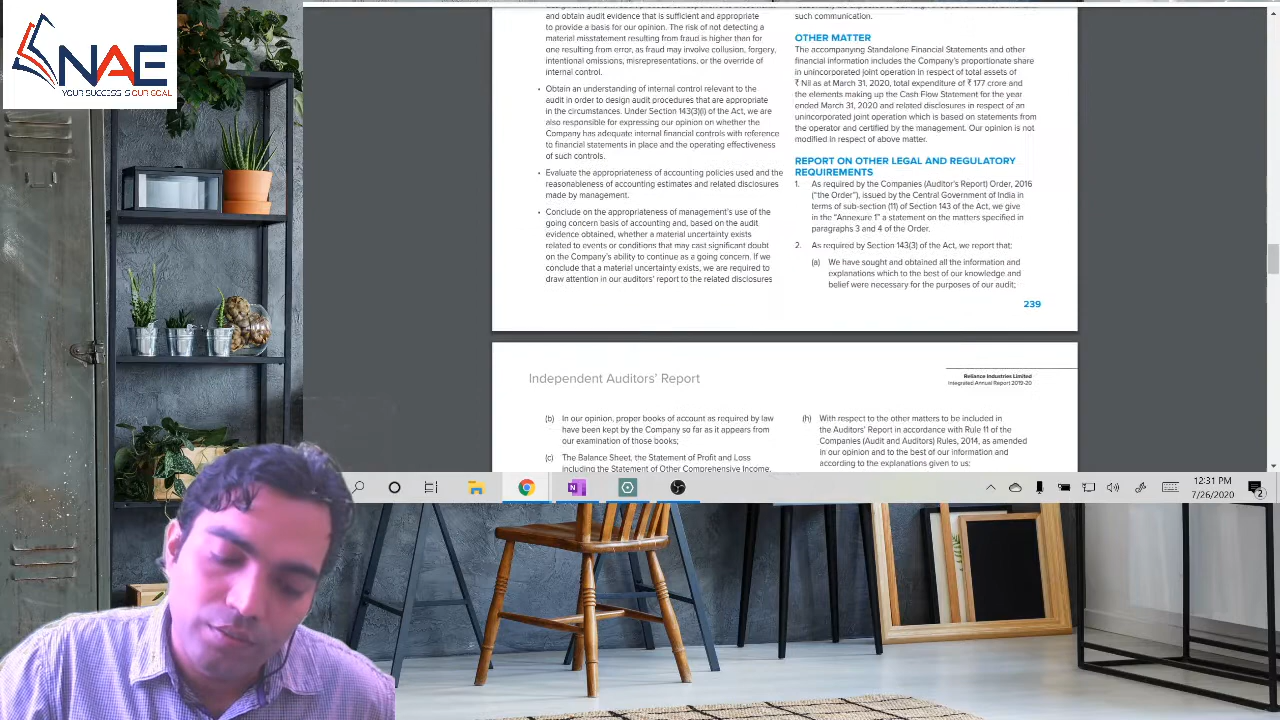 NAE
YOUR SUCCESS IS OUR GOAL
and obtain audit evidence that is sufficient and appropriate
to provide a basis for our opinion. The risk of not detecting a
material misstatement resulting from fraud is higher than for
one resulting from error, as fraud may involve collusion, forgery,
intentional omissions, misrepresentations, or the override of
internal control.
• Obtain an understanding of internal control relevant to the
audit in order to design audit procedures that are appropriate
in the circumstances. Under Section 143(3)(i) of the Act, we are
also responsible for expressing our opinion on whether the
Company has adequate internal financial controls with reference
to financial statements in place and the operating effectiveness
of such controls.
• Evaluate the appropriateness of accounting policies used and the
reasonableness of accounting estimates and related disclosures
made by management.
• Conclude on the appropriateness of management's use of the
going concern basis of accounting and, based on the audit
evidence obtained, whether a material uncertainty exists
related to events or conditions that may cast significant doubt
on the Company's ability to continue as a going concern. If we
conclude that a material uncertainty exists, we are required to
draw attention in our auditors' report to the related disclosures
such communication.
OTHER MATTER
The accompanying Standalone Financial Statements and other
financial information includes the Company's proportionate share
in unincorporated joint operation in respect of total assets of
₹ Nil as at March 31, 2020, total expenditure of ₹ 177 crore and
the elements making up the Cash Flow Statement for the year
ended March 31, 2020 and related disclosures in respect of an
unincorporated joint operation which is based on statements from
the operator and certified by the management. Our opinion is not
modified in respect of above matter.
REPORT ON OTHER LEGAL AND REGULATORY
REQUIREMENTS
1. As required by the Companies (Auditor's Report) Order, 2016
("the Order"), issued by the Central Government of India in
terms of sub-section (11) of Section 143 of the Act, we give
in the "Annexure 1" a statement on the matters specified in
paragraphs 3 and 4 of the Order.
2. As required by Section 143(3) of the Act, we report that:
(a) We have sought and obtained all the information and
explanations which to the best of our knowledge and
belief were necessary for the purposes of our audit;
239
Independent Auditors' Report
Reliance Industries Limited
Integrated Annual Report 2019-20
(b) In our opinion, proper books of account as required by law
have been kept by the Company so far as it appears from
our examination of those books;
(c) The Balance Sheet, the Statement of Profit and Loss
including the Statement of Other Comprehensive Income,
(h) With respect to the other matters to be included in
the Auditors' Report in accordance with Rule 11 of the
Companies (Audit and Auditors) Rules, 2014, as amended
in our opinion and to the best of our information and
according to the explanations given to us:
12:31 PM
7/26/2020
2